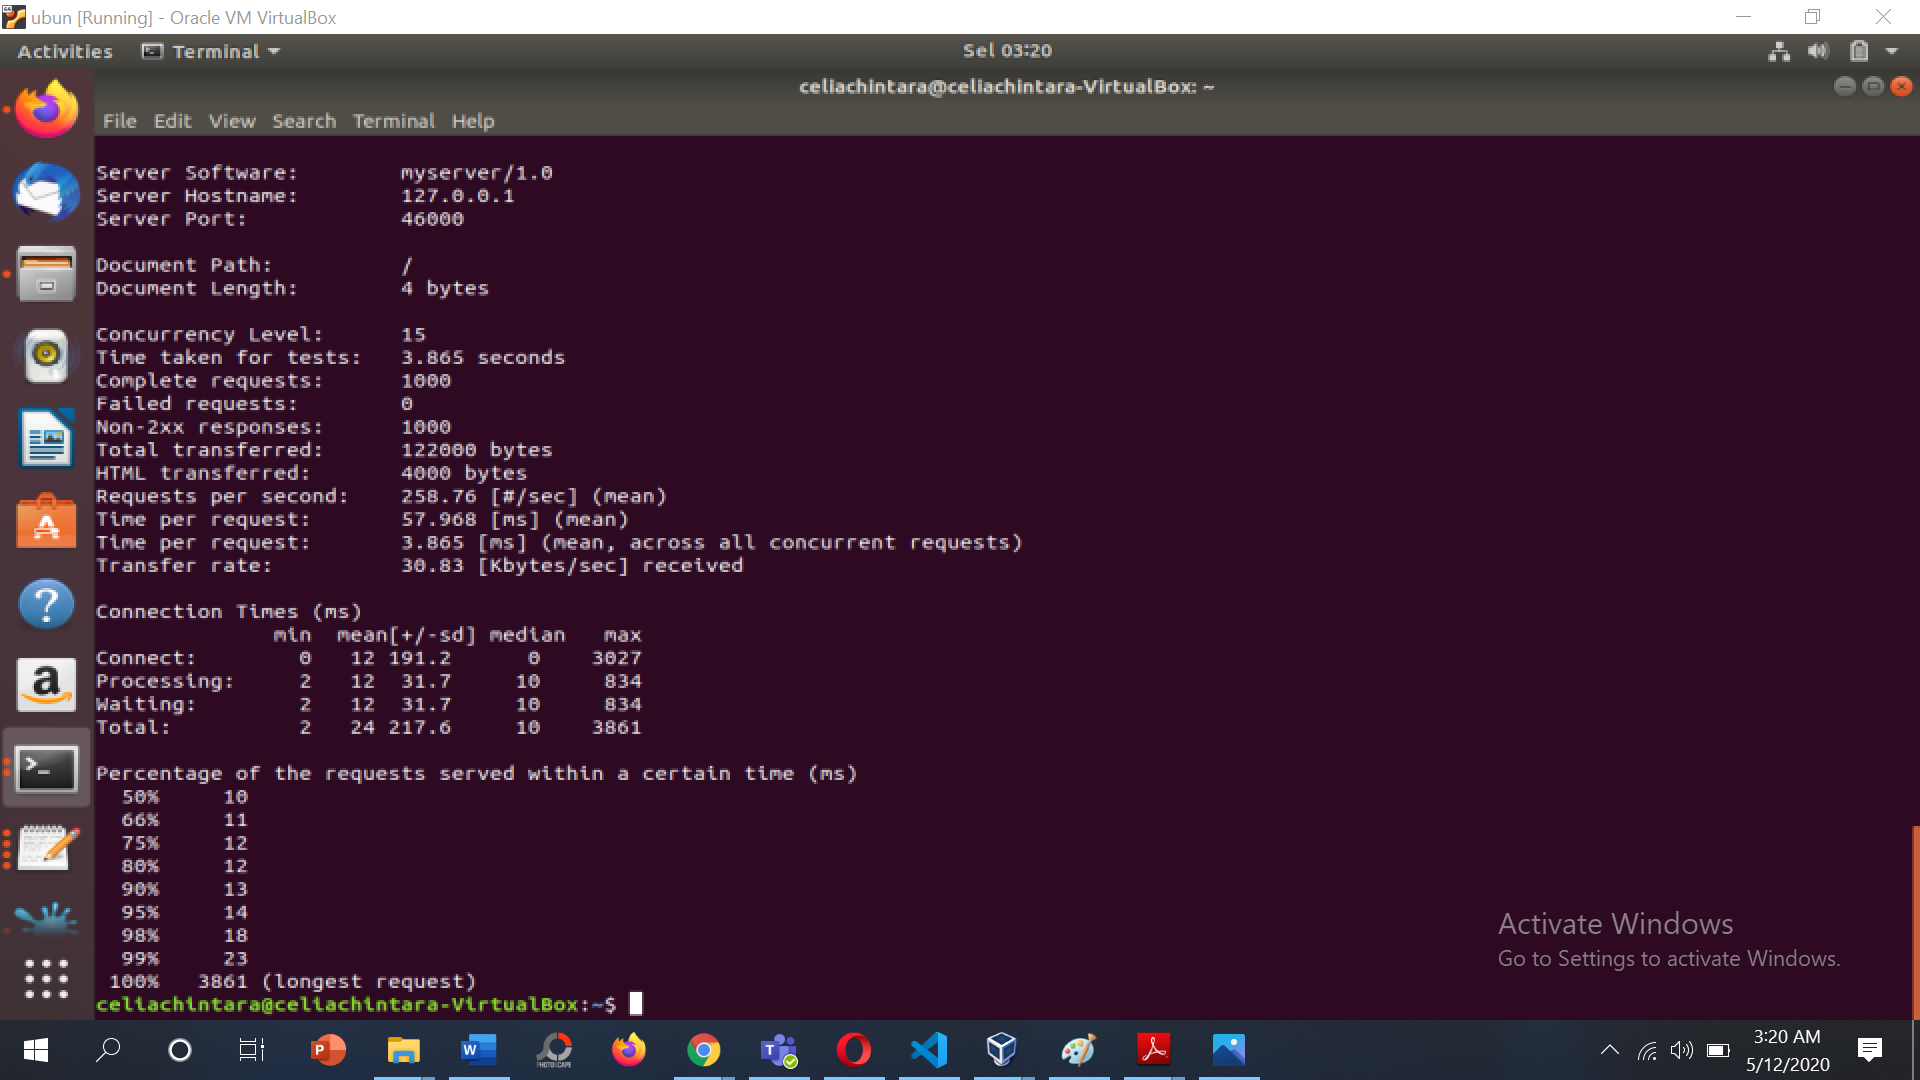 ubun [Running] - Oracle VM VirtualBox
Activities Terminal Sel 03:20
celiachintara@celiachintara-VirtualBox: ~
File Edit View Search Terminal Help
Server Software: myserver/1.0
Server Hostname: 127.0.0.1
Server Port: 46000
Document Path: /
Document Length: 4 bytes
Concurrency Level: 15
Time taken for tests: 3.865 seconds
Complete requests: 1000
Failed requests: 0
Non-2xx responses: 1000
Total transferred: 122000 bytes
HTML transferred: 4000 bytes
Requests per second: 258.76 [#/sec] (mean)
Time per request: 57.968 [ms] (mean)
Time per request: 3.865 [ms] (mean, across all concurrent requests)
Transfer rate: 30.83 [Kbytes/sec] received
Connection Times (ms)
min mean[+/-sd] median max
Connect: 0 12 191.2 0 3027
Processing: 2 12 31.7 10 834
Waiting: 2 12 31.7 10 834
Total: 2 24 217.6 10 3861
Percentage of the requests served within a certain time (ms)
50% 10
66% 11
75% 12
80% 12
90% 13
95% 14
98% 18
99% 23
100% 3861 (longest request)
celiachintara@celiachintara-VirtualBox:~$
Activate Windows
Go to Settings to activate Windows.
PHOTOSCAPE
3:20 AM
5/12/2020